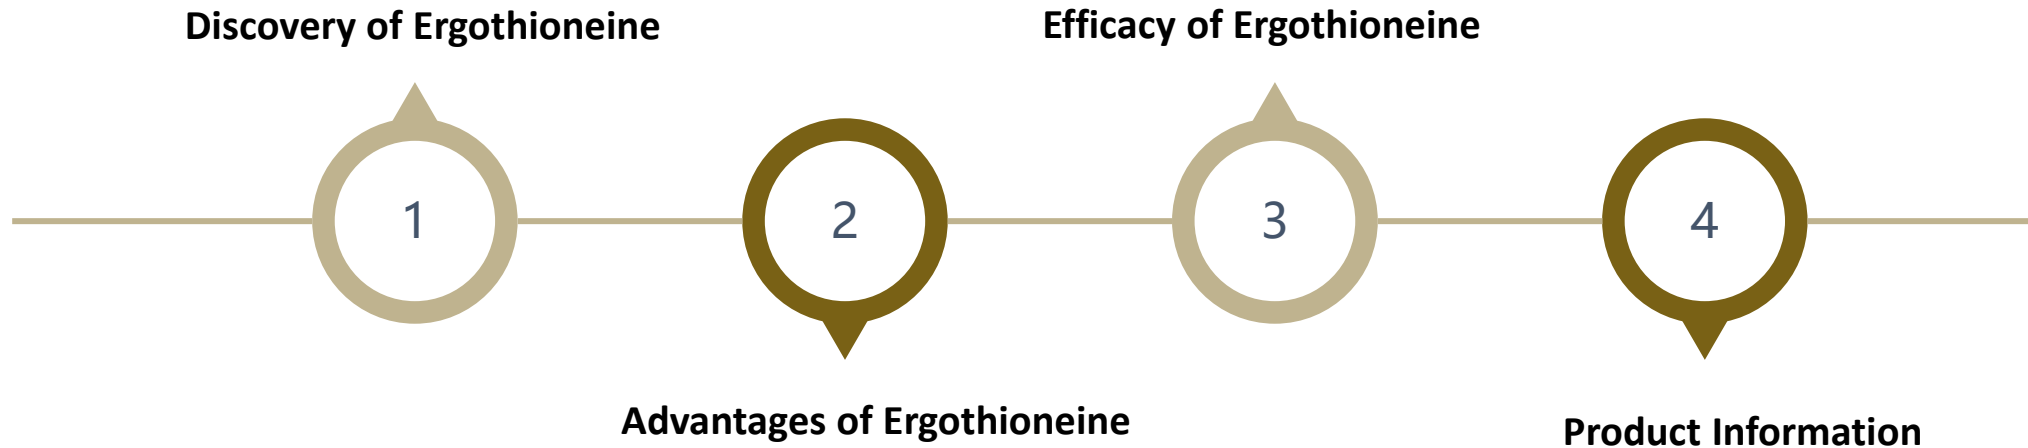 Discovery of Ergothioneine
Efficacy of Ergothioneine
1
2
3
4
Advantages of Ergothioneine
Product Information